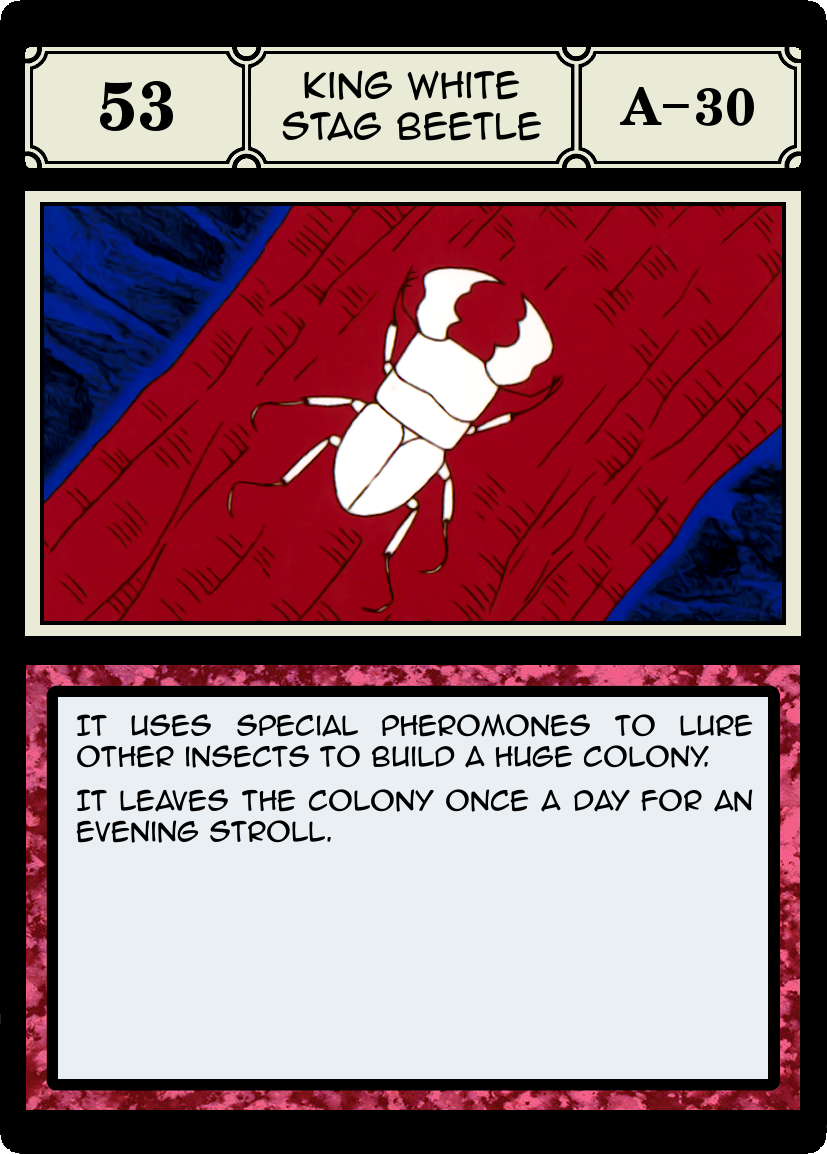 53
KING WHITE
STAG BEETLE
A-30
IT USES SPECIAL PHEROMONES TO LURE
OTHER INSECTS TO BUILD A HUGE COLONY.
IT LEAVES THE COLONY ONCE A DAY FOR AN
EVENING STROLL.